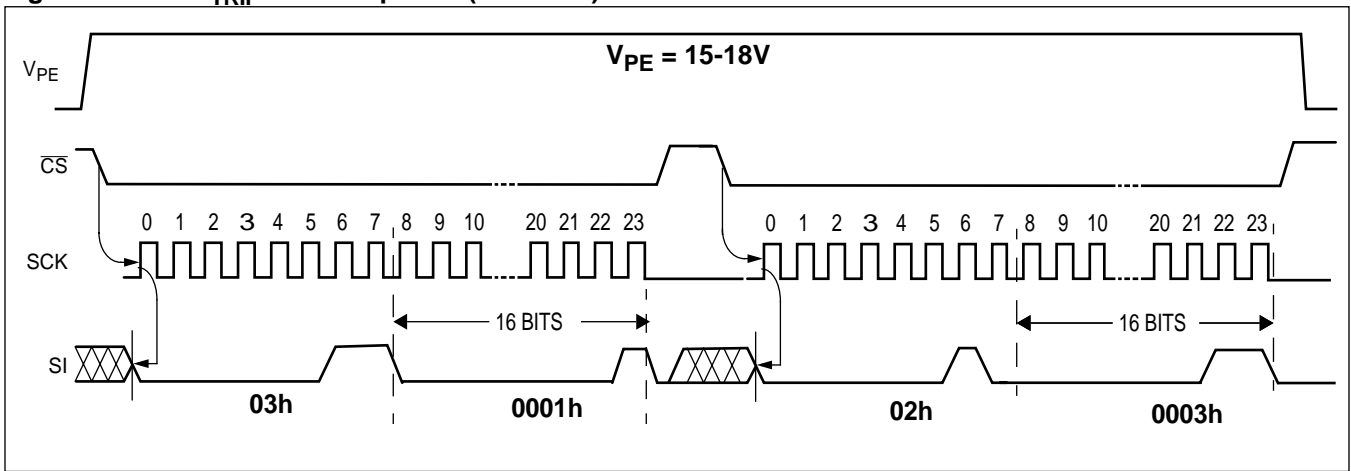 V_PE = 15-18V
V_PE
CS
0 1 2 3 4 5 6 7 8 9 10 20 21 22 23 0 1 2 3 4 5 6 7 8 9 10 20 21 22 23
SCK
16 BITS 16 BITS
SI
03h 0001h 02h 0003h